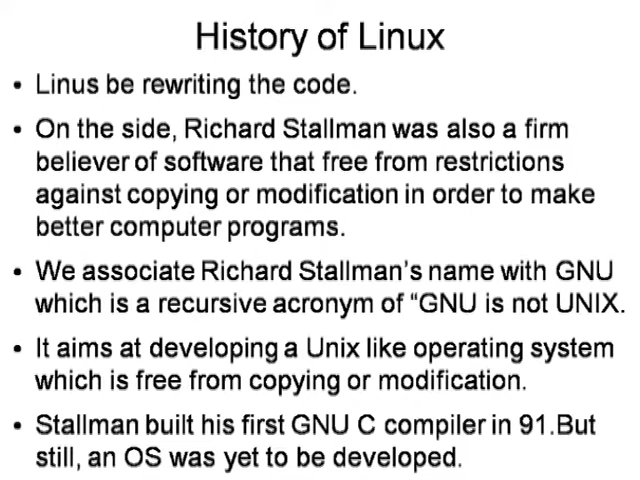 History of Linux
• Linus be rewriting the code.
• On the side, Richard Stallman was also a firm
believer of software that free from restrictions
against copying or modification in order to make
better computer programs.
• We associate Richard Stallman's name with GNU
which is a recursive acronym of “GNU is not UNIX.
• It aims at developing a Unix like operating system
which is free from copying or modification.
• Stallman built his first GNU C compiler in 91.But
still, an OS was yet to be developed.